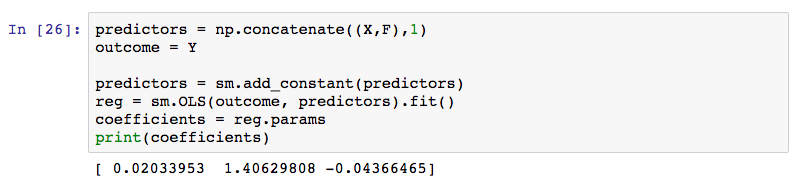 In [26]: predictors = np.concatenate((X,F),1)
outcome = Y
predictors = sm.add_constant(predictors)
reg = sm.OLS(outcome, predictors).fit()
coefficients = reg.params
print(coefficients)
[ 0.02033953  1.40629808 -0.04366465]